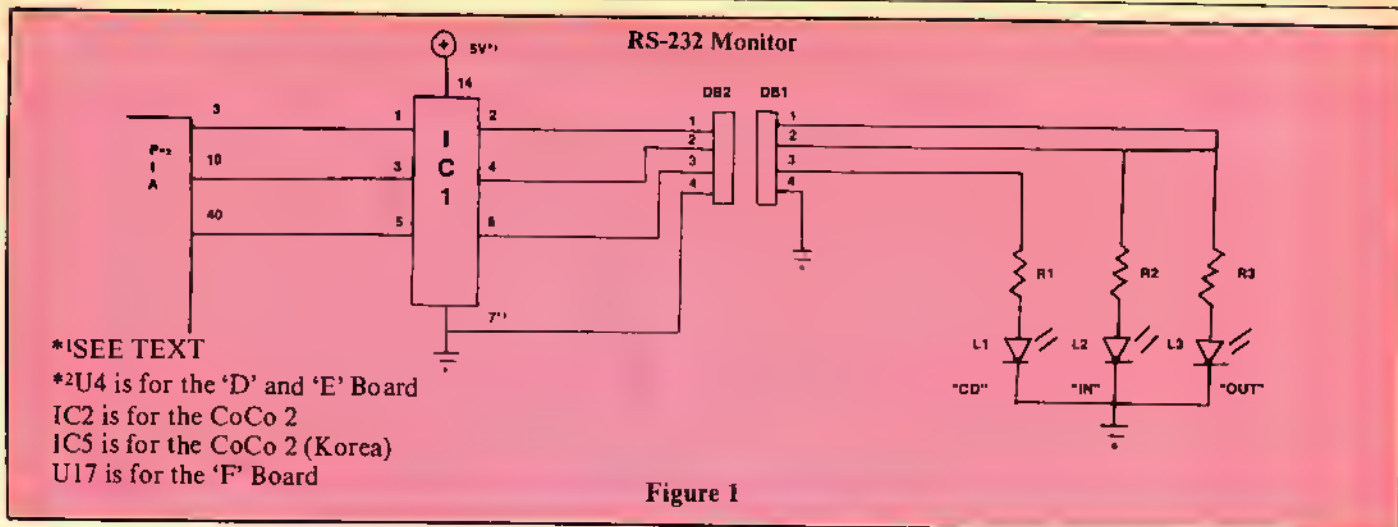 RS-232 Monitor
5V*1
14
3
1
2
DB2
DB1
P*2
I
A
10
3
4
40
5
6
I
C
1
1
2
3
4
1
2
3
4
7*1
R1
R2
R3
L1
L2
L3
"CD"
"IN"
"OUT"
*1SEE TEXT
*2U4 is for the ‘D’ and ‘E’ Board
IC2 is for the CoCo 2
IC5 is for the CoCo 2 (Korea)
U17 is for the ‘F’ Board
Figure 1